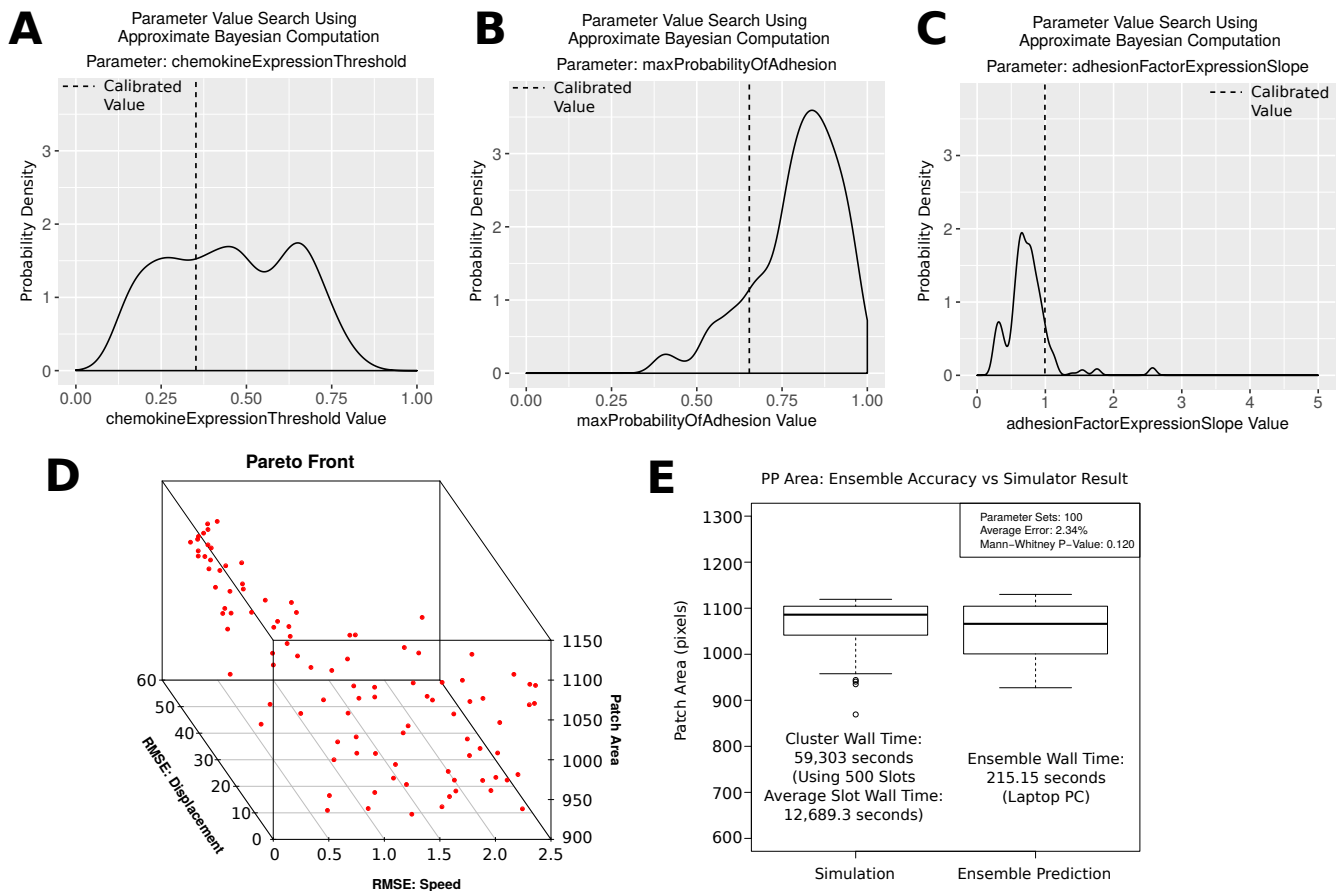 A
Parameter Value Search Using
Approximate Bayesian Computation
Parameter: chemokineExpressionThreshold
Calibrated
Value
Probability Density
3
2
1
0
0.00
0.25
0.50
0.75
1.00
chemokineExpressionThreshold Value
B
Parameter Value Search Using
Approximate Bayesian Computation
Parameter: maxProbabilityOfAdhesion
Calibrated
Value
Probability Density
3
2
1
0
0.00
0.25
0.50
0.75
1.00
maxProbabilityOfAdhesion Value
C
Parameter Value Search Using
Approximate Bayesian Computation
Parameter: adhesionFactorExpressionSlope
Calibrated
Value
Probability Density
3
2
1
0
0
1
2
3
4
5
adhesionFactorExpressionSlope Value
D
Pareto Front
60
50
40
30
20
10
0
RMSE: Displacement
0
0.5
1.0
1.5
2.0
2.5
RMSE: Speed
1150
1100
1050
1000
950
900
Patch Area
E
PP Area: Ensemble Accuracy vs Simulator Result
Parameter Sets: 100
Average Error: 2.34%
Mann−Whitney P−Value: 0.120
Patch Area (pixels)
1300
1200
1100
1000
900
800
700
600
Cluster Wall Time:
59,303 seconds
(Using 500 Slots
Average Slot Wall Time:
12,689.3 seconds)
Ensemble Wall Time:
215.15 seconds
(Laptop PC)
Simulation
Ensemble Prediction